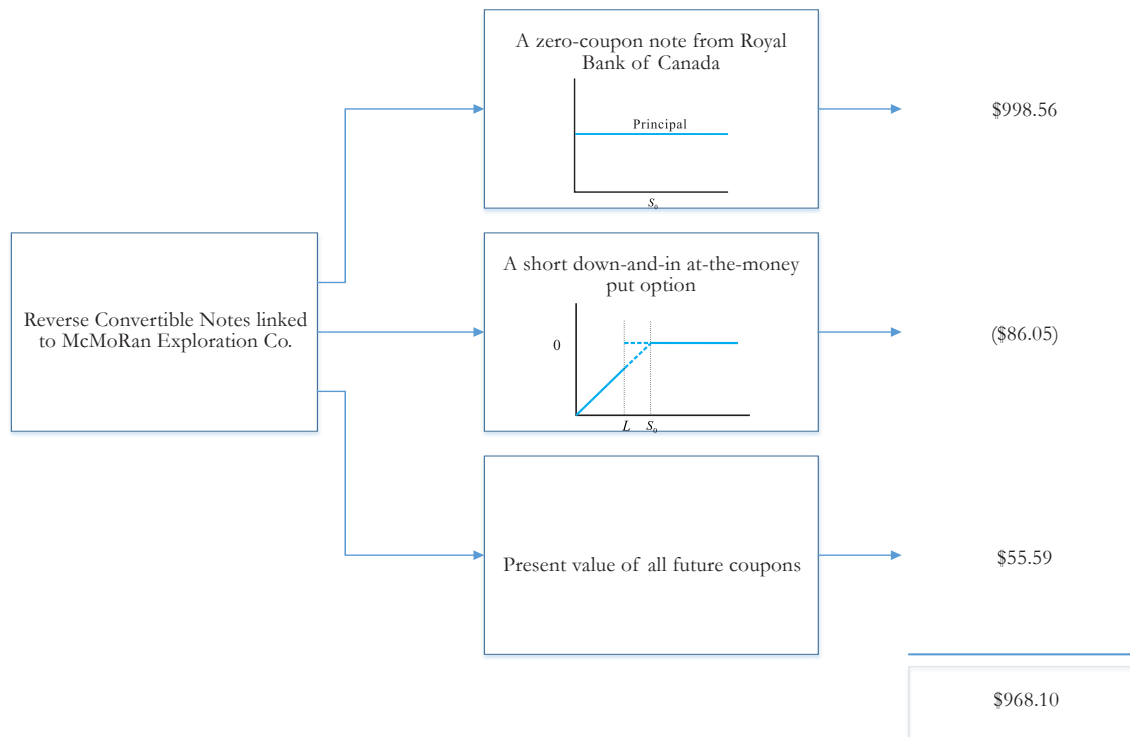 A zero-coupon note from Royal
Bank of Canada
Principal
S₀
$998.56
Reverse Convertible Notes linked
to McMoRan Exploration Co.
A short down-and-in at-the-money
put option
0
L S₀
($86.05)
Present value of all future coupons
$55.59
$968.10